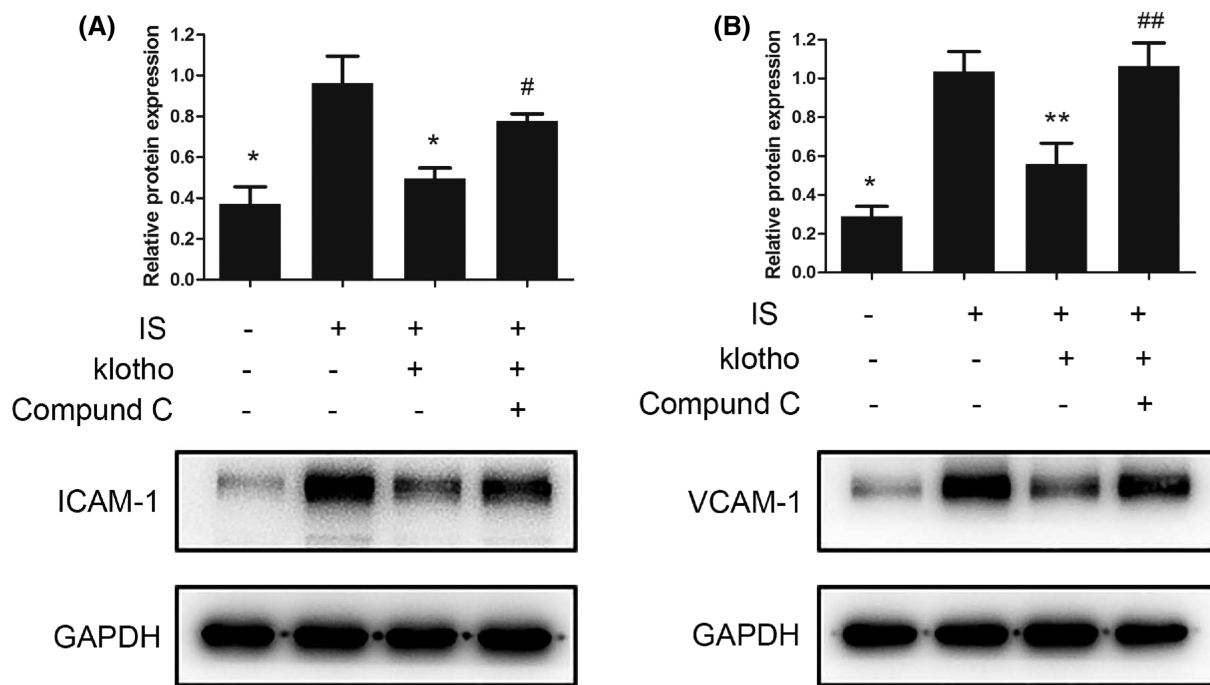 (A)
Relative protein expression
1.2
1.0
0.8
0.6
0.4
0.2
0.0
*
*
#
IS - + + +
klotho - - + +
Compund C - - - +
ICAM-1
GAPDH
(B)
Relative protein expression
1.2
1.0
0.8
0.6
0.4
0.2
0.0
*
**
##
IS - + + +
klotho - - + +
Compund C - - - +
VCAM-1
GAPDH